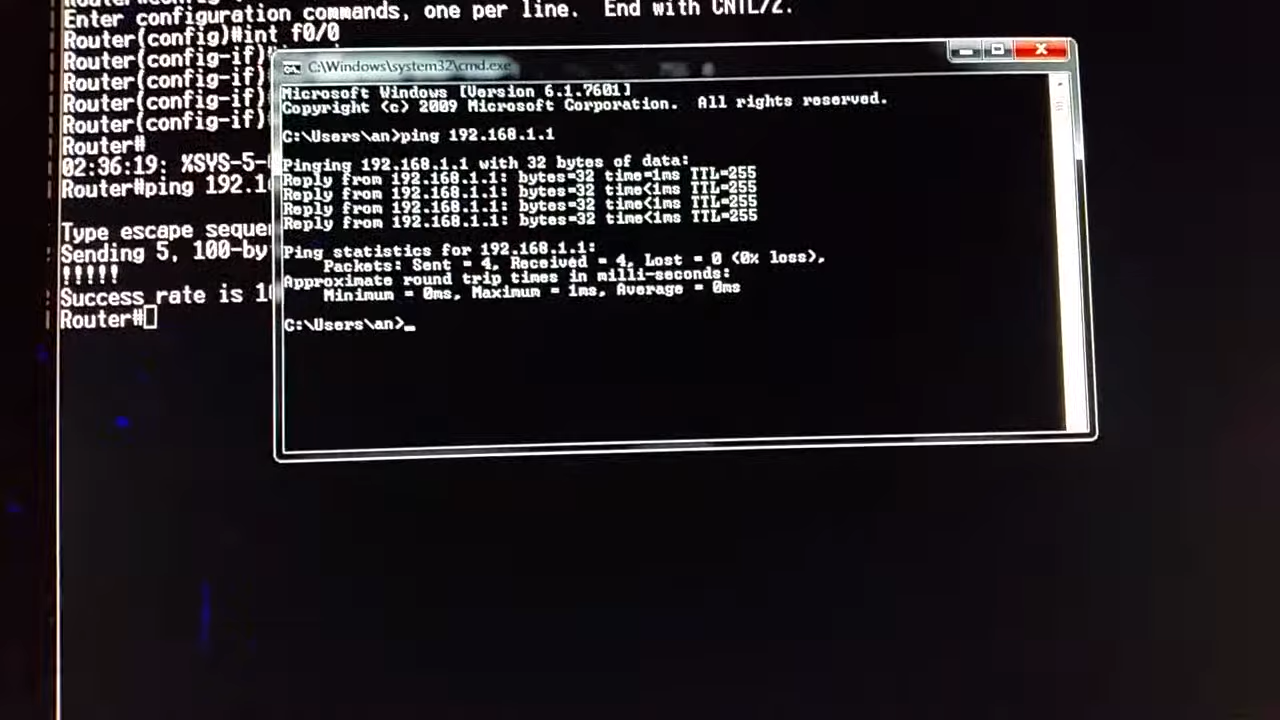 Enter configuration commands, one per line.  End with CNTL/Z.
Router(config)#int f0/0
Router(config-if)#
Router(config-if)
Router(config-if)
Router(config-if)
Router#
02:36:19: %SYS-5-
Router#ping 192.1
Type escape sequen
Sending 5, 100-by
!!!!!
Success rate is 10
Router#
C:\Windows\system32\cmd.exe
Microsoft Windows [Version 6.1.7601]
Copyright (c) 2009 Microsoft Corporation.  All rights reserved.
C:\Users\an>ping 192.168.1.1
Pinging 192.168.1.1 with 32 bytes of data:
Reply from 192.168.1.1: bytes=32 time=1ms TTL=255
Reply from 192.168.1.1: bytes=32 time<1ms TTL=255
Reply from 192.168.1.1: bytes=32 time<1ms TTL=255
Reply from 192.168.1.1: bytes=32 time<1ms TTL=255
Ping statistics for 192.168.1.1:
Packets: Sent = 4, Received = 4, Lost = 0 (0% loss),
Approximate round trip times in milli-seconds:
Minimum = 0ms, Maximum = 1ms, Average = 0ms
C:\Users\an>_